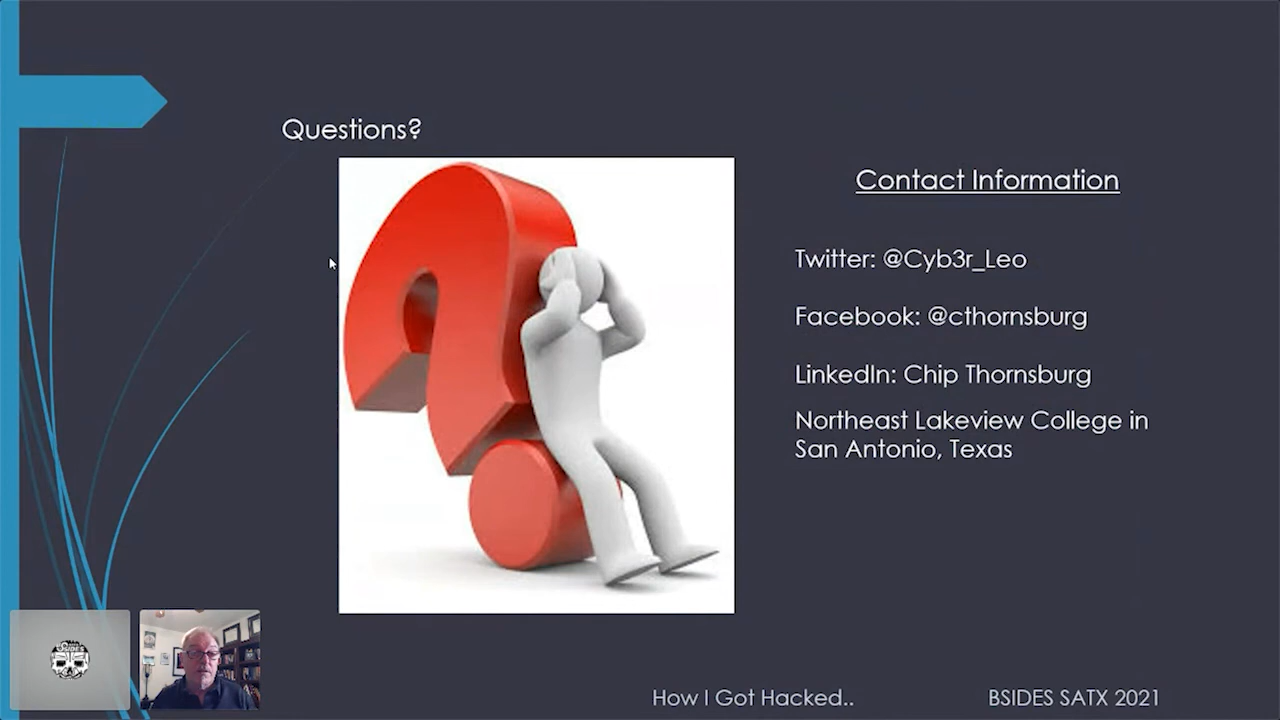 Questions?
Contact Information
Twitter: @Cyb3r_Leo
Facebook: @cthornsburg
LinkedIn: Chip Thornsburg
Northeast Lakeview College in
San Antonio, Texas
SIDES
How I Got Hacked..
BSIDES SATX 2021